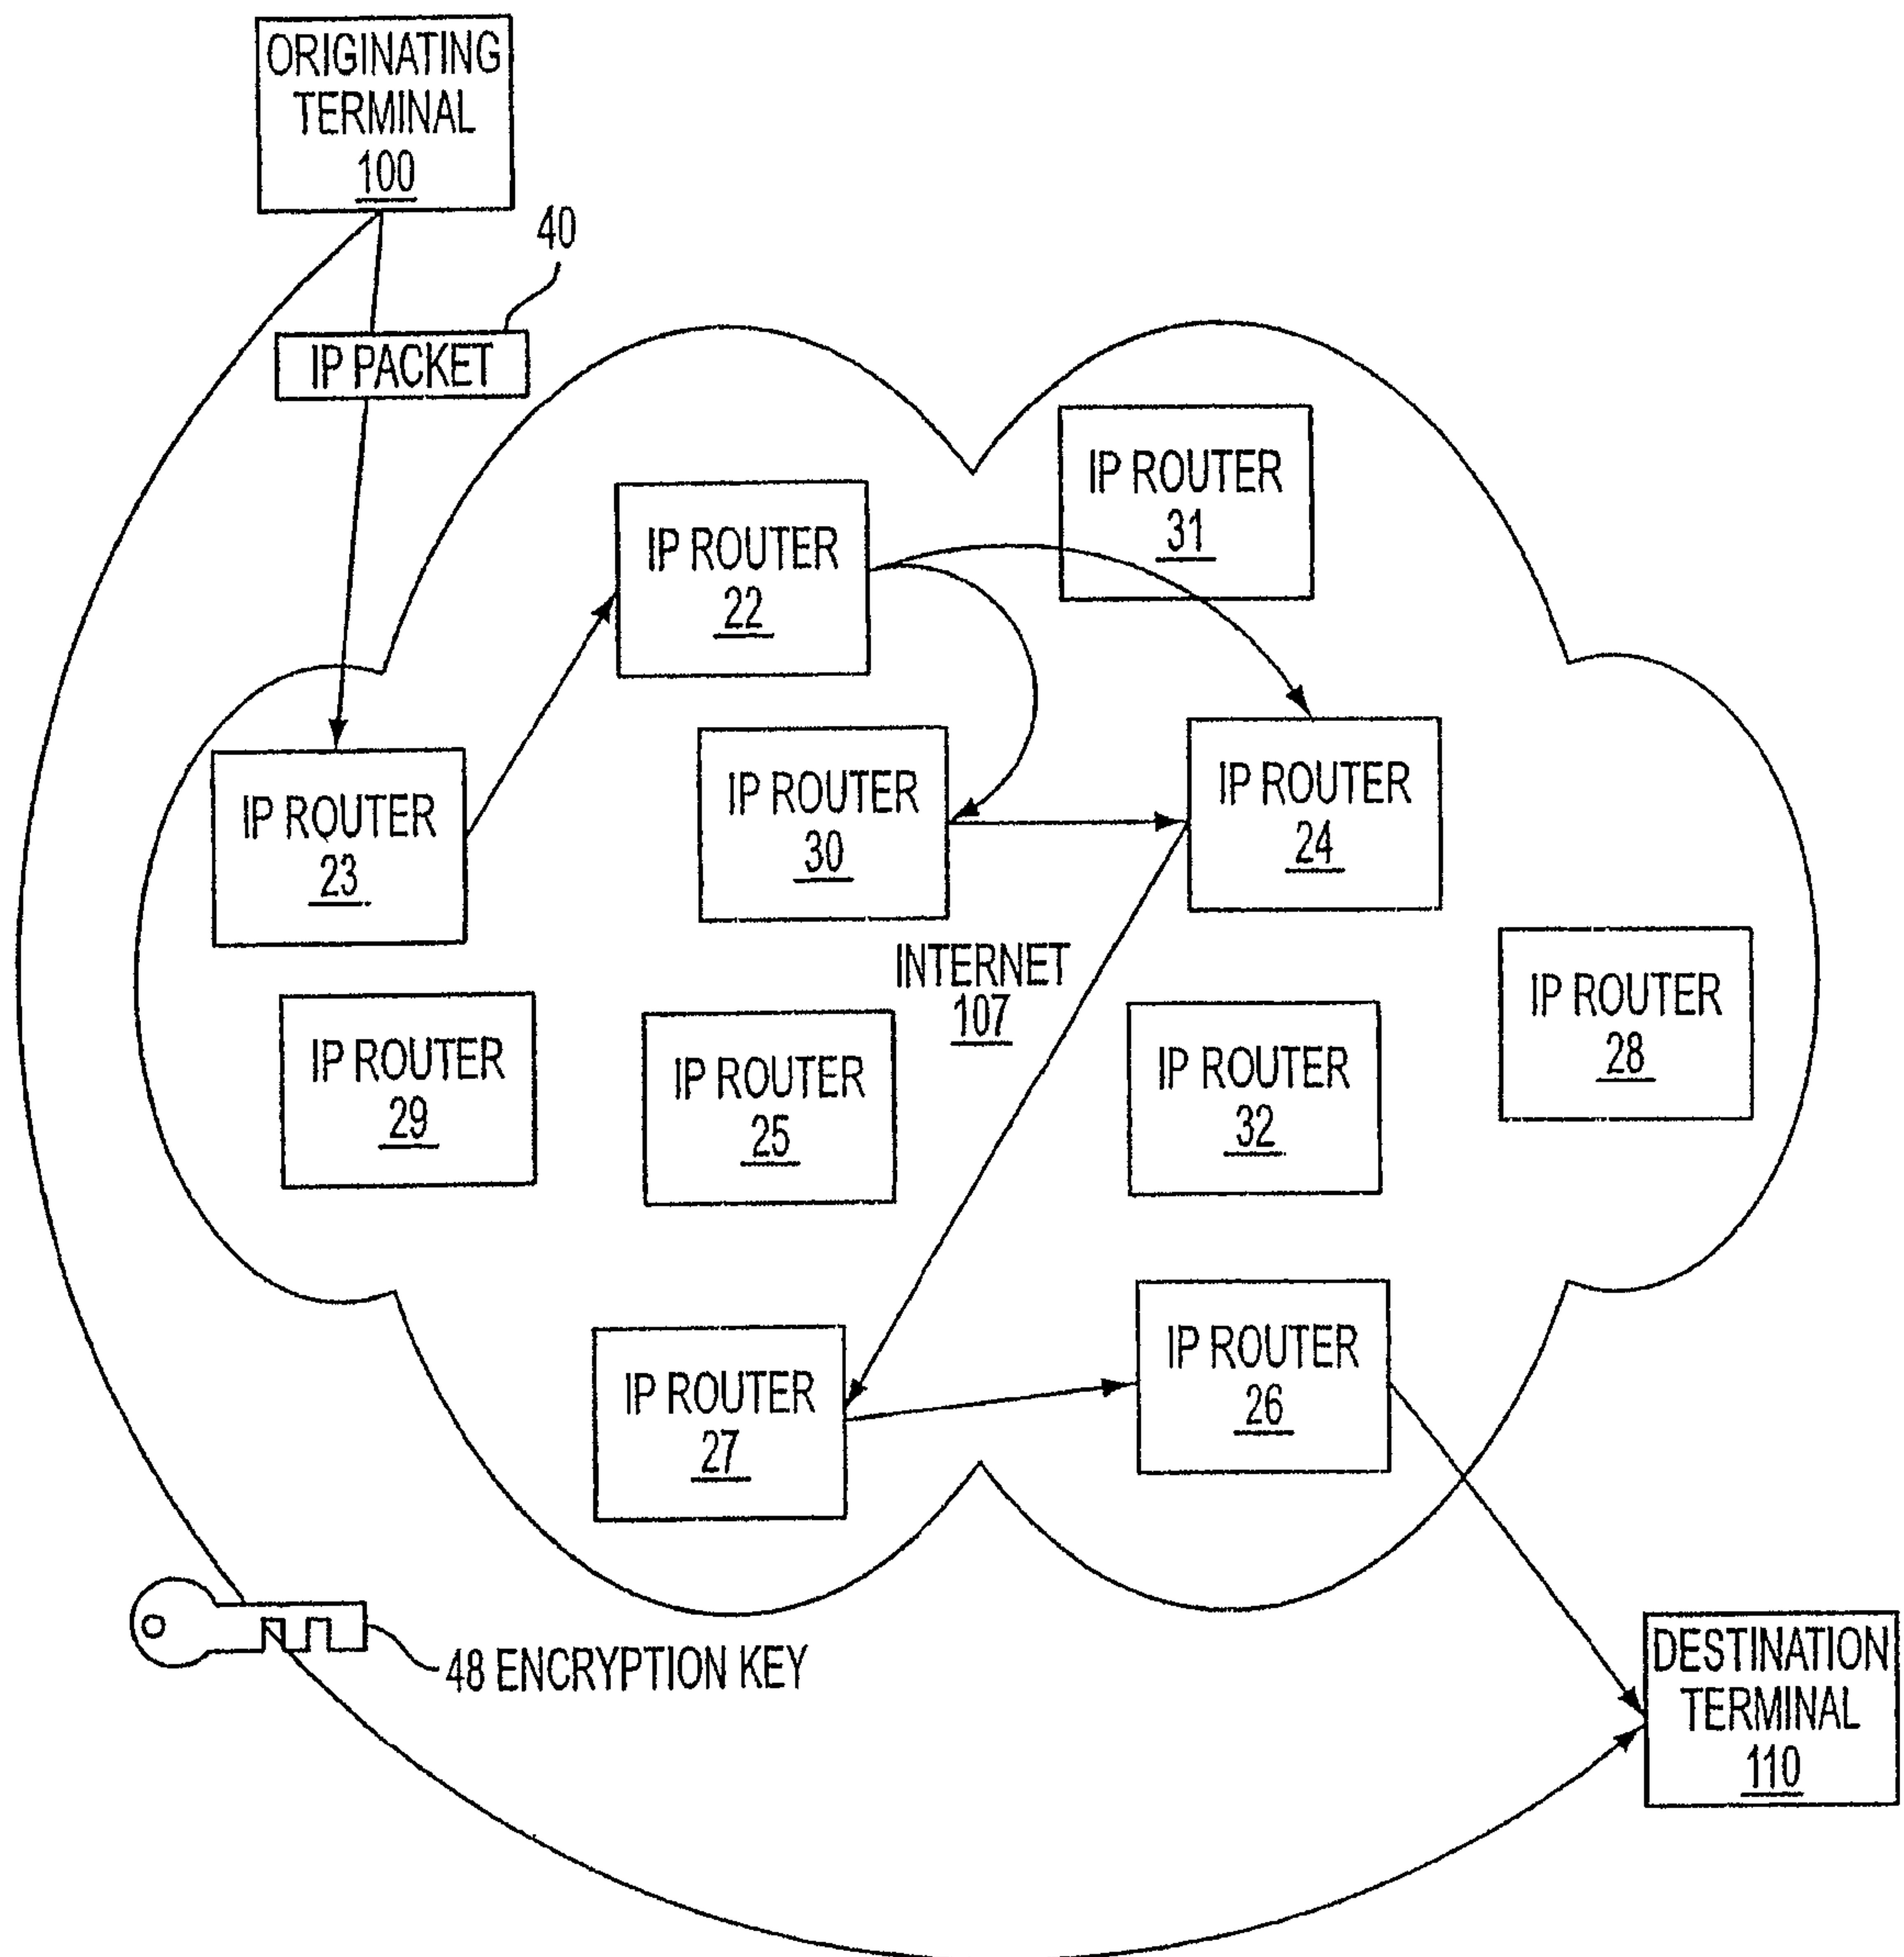 ORIGINATING
TERMINAL
100
40
IP PACKET
IP ROUTER
31
IP ROUTER
22
IP ROUTER
23
IP ROUTER
30
IP ROUTER
24
INTERNET
107
IP ROUTER
28
IP ROUTER
29
IP ROUTER
25
IP ROUTER
32
IP ROUTER
27
IP ROUTER
26
48 ENCRYPTION KEY
DESTINATION
TERMINAL
110